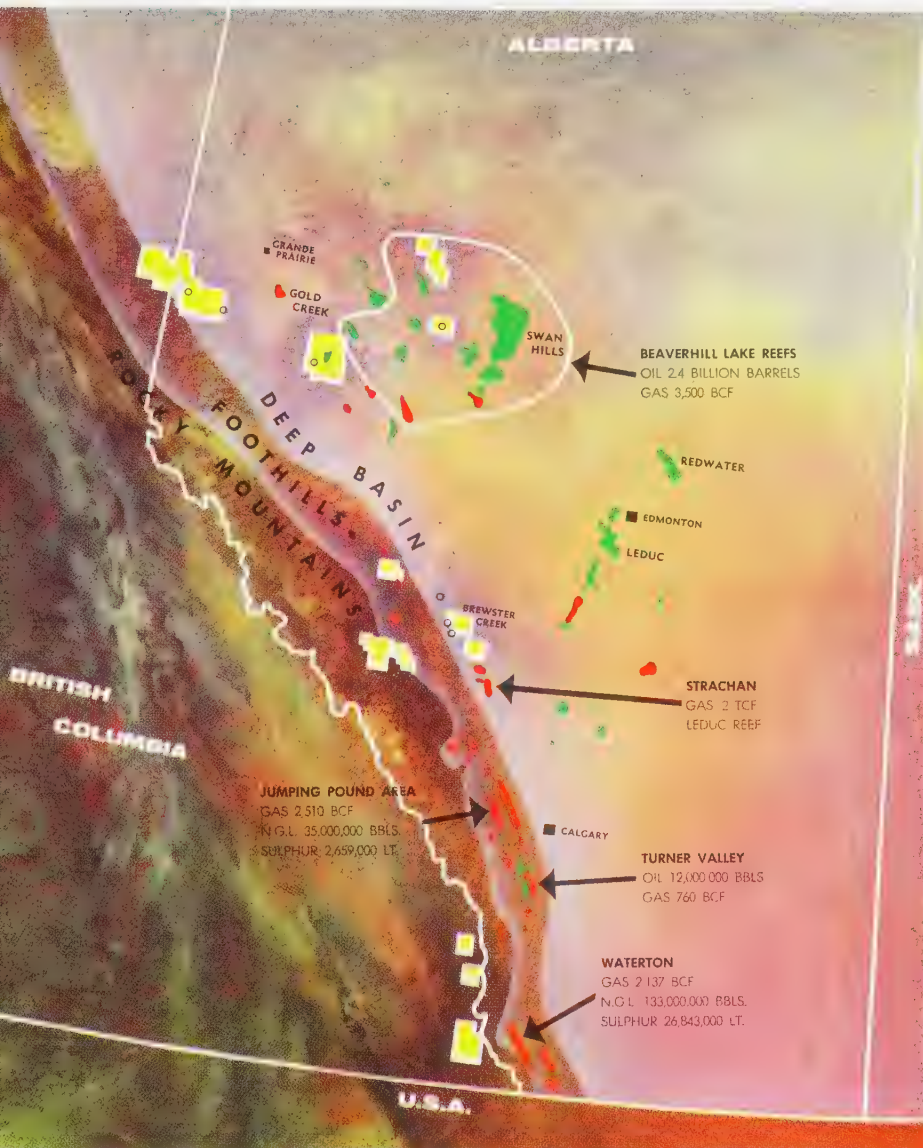 ALBERTA
GRANDE
PRAIRIE
GOLD
CREEK
SWAN
HILLS
BEAVERHILL LAKE REEFS
OIL 2.4 BILLION BARRELS
GAS 3,500 BCF
ROCKY MOUNTAINS
FOOTHILLS
DEEP BASIN
REDWATER
EDMONTON
LEDUC
BREWSTER
CREEK
STRACHAN
GAS 2 TCF
LEDUC REEF
BRITISH
COLUMBIA
JUMPING POUND AREA
GAS 2510 BCF
N.G.L. 35,000,000 BBLS.
SULPHUR 2,659,000 LT.
CALGARY
TURNER VALLEY
OIL 12,000 000 BBLS
GAS 760 BCF
WATERTON
GAS 2 137 BCF
N.G.L. 133,000,000 BBLS.
SULPHUR 26,843,000 LT.
U.S.A.